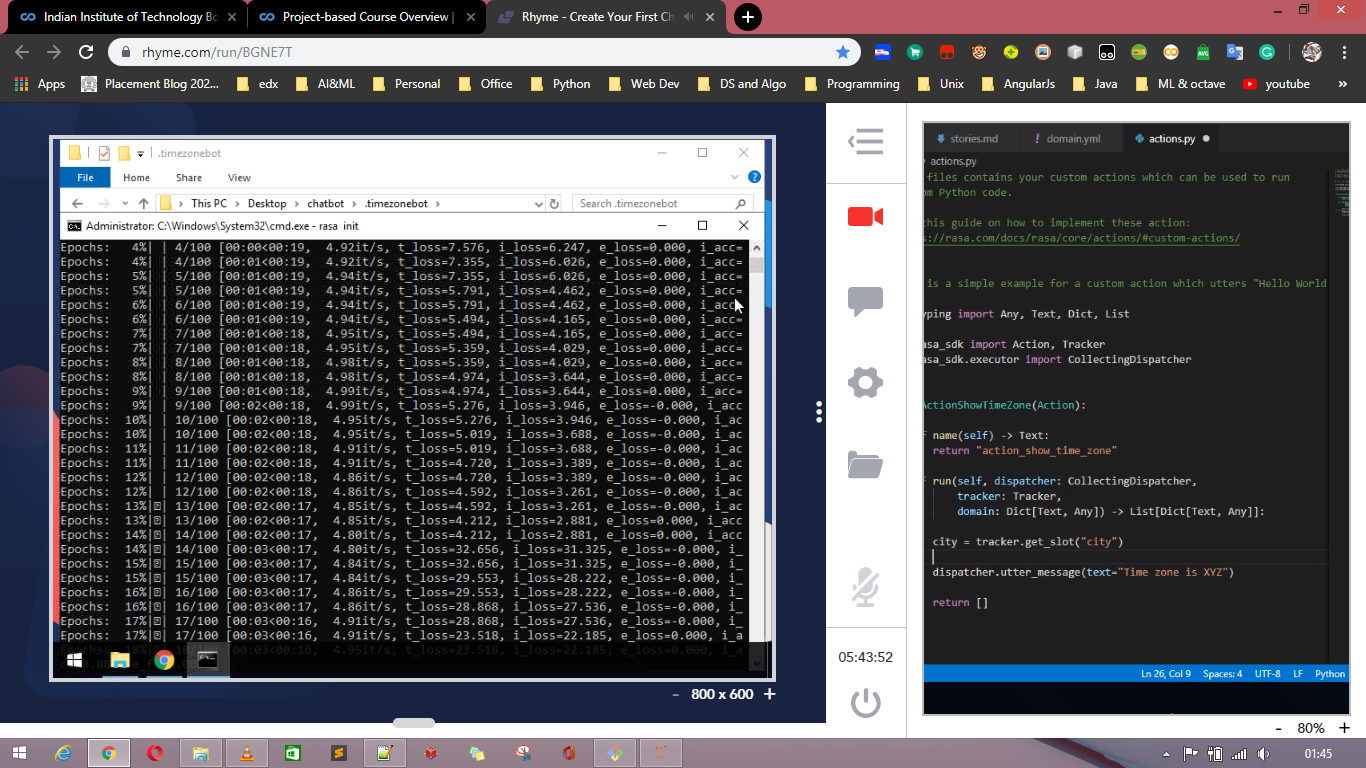 Indian Institute of Technology Bo
Project-based Course Overview |
Rhyme - Create Your First Ch
rhyme.com/run/BGNE7T
Apps
Placement Blog 202...
edx
AI&ML
Personal
Office
Python
Web Dev
DS and Algo
Programming
Unix
AngularJs
Java
ML & octave
youtube
»
.timezonebot
File Home Share View
This PC > Desktop > chatbot > .timezonebot >
Search .timezonebot
Administrator: C:\Windows\System32\cmd.exe - rasa init
Epochs: 4%| | 4/100 [00:00<00:19, 4.92it/s, t_loss=7.576, i_loss=6.247, e_loss=0.000, i_acc=
Epochs: 4%| | 4/100 [00:01<00:19, 4.92it/s, t_loss=7.355, i_loss=6.026, e_loss=0.000, i_acc=
Epochs: 5%| | 5/100 [00:01<00:19, 4.94it/s, t_loss=7.355, i_loss=6.026, e_loss=0.000, i_acc=
Epochs: 5%| | 5/100 [00:01<00:19, 4.94it/s, t_loss=5.791, i_loss=4.462, e_loss=0.000, i_acc=
Epochs: 6%| | 6/100 [00:01<00:19, 4.94it/s, t_loss=5.791, i_loss=4.462, e_loss=0.000, i_acc=
Epochs: 6%| | 6/100 [00:01<00:19, 4.94it/s, t_loss=5.494, i_loss=4.165, e_loss=0.000, i_acc=
Epochs: 7%| | 7/100 [00:01<00:18, 4.95it/s, t_loss=5.494, i_loss=4.165, e_loss=0.000, i_acc=
Epochs: 7%| | 7/100 [00:01<00:18, 4.95it/s, t_loss=5.359, i_loss=4.029, e_loss=0.000, i_acc=
Epochs: 8%| | 8/100 [00:01<00:18, 4.98it/s, t_loss=5.359, i_loss=4.029, e_loss=0.000, i_acc=
Epochs: 8%| | 8/100 [00:01<00:18, 4.98it/s, t_loss=4.974, i_loss=3.644, e_loss=0.000, i_acc=
Epochs: 9%| | 9/100 [00:01<00:18, 4.99it/s, t_loss=4.974, i_loss=3.644, e_loss=0.000, i_acc=
Epochs: 9%| | 9/100 [00:02<00:18, 4.99it/s, t_loss=5.276, i_loss=3.946, e_loss=-0.000, i_acc
Epochs: 10%| | 10/100 [00:02<00:18, 4.95it/s, t_loss=5.276, i_loss=3.946, e_loss=-0.000, i_ac
Epochs: 10%| | 10/100 [00:02<00:18, 4.95it/s, t_loss=5.019, i_loss=3.688, e_loss=-0.000, i_ac
Epochs: 11%| | 11/100 [00:02<00:18, 4.91it/s, t_loss=5.019, i_loss=3.688, e_loss=-0.000, i_ac
Epochs: 11%| | 11/100 [00:02<00:18, 4.91it/s, t_loss=4.720, i_loss=3.389, e_loss=-0.000, i_ac
Epochs: 12%| | 12/100 [00:02<00:18, 4.86it/s, t_loss=4.720, i_loss=3.389, e_loss=-0.000, i_ac
Epochs: 12%| | 12/100 [00:02<00:18, 4.86it/s, t_loss=4.592, i_loss=3.261, e_loss=-0.000, i_ac
Epochs: 13%| | 13/100 [00:02<00:17, 4.85it/s, t_loss=4.592, i_loss=3.261, e_loss=-0.000, i_ac
Epochs: 13%| | 13/100 [00:02<00:17, 4.85it/s, t_loss=4.212, i_loss=2.881, e_loss=0.000, i_acc
Epochs: 14%| | 14/100 [00:02<00:17, 4.80it/s, t_loss=4.212, i_loss=2.881, e_loss=0.000, i_acc
Epochs: 14%| | 14/100 [00:03<00:17, 4.80it/s, t_loss=32.656, i_loss=31.325, e_loss=-0.000, i_
Epochs: 15%| | 15/100 [00:03<00:17, 4.84it/s, t_loss=32.656, i_loss=31.325, e_loss=-0.000, i_
Epochs: 15%| | 15/100 [00:03<00:17, 4.84it/s, t_loss=29.553, i_loss=28.222, e_loss=-0.000, i_
Epochs: 16%| | 16/100 [00:03<00:17, 4.86it/s, t_loss=29.553, i_loss=28.222, e_loss=-0.000, i_
Epochs: 16%| | 16/100 [00:03<00:17, 4.86it/s, t_loss=28.868, i_loss=27.536, e_loss=-0.000, i_
Epochs: 17%| | 17/100 [00:03<00:16, 4.91it/s, t_loss=28.868, i_loss=27.536, e_loss=-0.000, i_
Epochs: 17%| | 17/100 [00:03<00:16, 4.91it/s, t_loss=23.518, i_loss=22.185, e_loss=0.000, i_a
- 800 x 600 +
05:43:52
stories.md
domain.yml
actions.py
actions.py
files contains your custom actions which can be used to run
om Python code.
this guide on how to implement these action:
s://rasa.com/docs/rasa/core/actions/#custom-actions/
is a simple example for a custom action which utters "Hello World
yping import Any, Text, Dict, List
asa_sdk import Action, Tracker
asa_sdk.executor import CollectingDispatcher
ActionShowTimeZone(Action):
f name(self) -> Text:
return "action_show_time_zone"
f run(self, dispatcher: CollectingDispatcher,
tracker: Tracker,
domain: Dict[Text, Any]) -> List[Dict[Text, Any]]:
city = tracker.get_slot("city")
dispatcher.utter_message(text="Time zone is XYZ")
return []
Ln 26, Col 9 Spaces: 4 UTF-8 LF Python
- 80% +
01:45